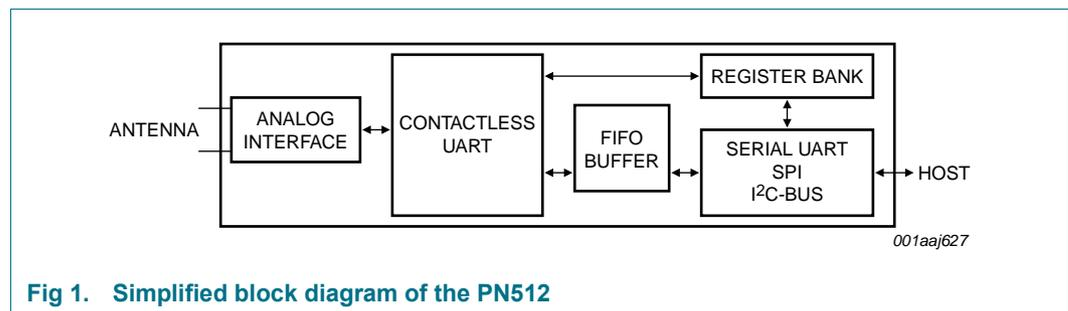 ANTENNA
ANALOG
INTERFACE
CONTACTLESS
UART
FIFO
BUFFER
REGISTER BANK
SERIAL UART
SPI
I²C-BUS
HOST
001aaj627
Fig 1. Simplified block diagram of the PN512